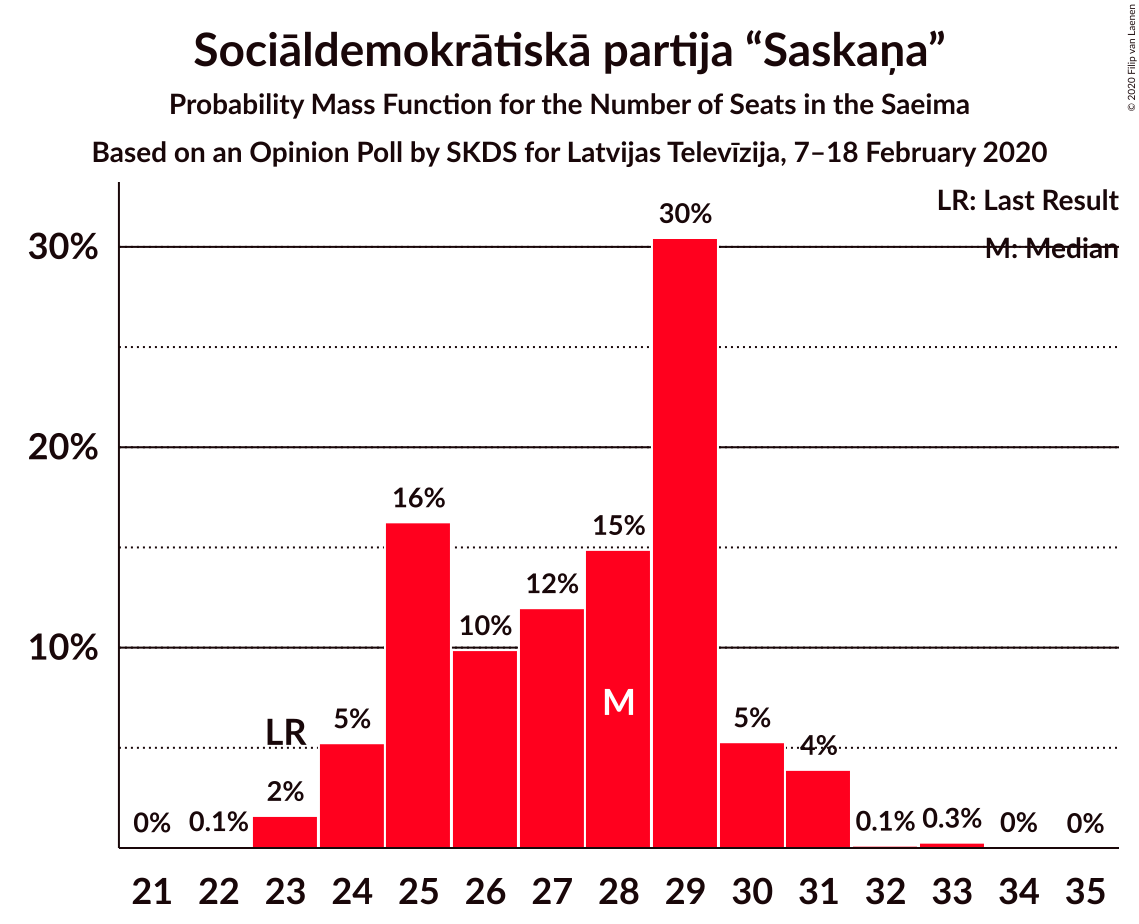 Sociāldemokrātiskā partija “Saskaņa”
Probability Mass Function for the Number of Seats in the Saeima
Based on an Opinion Poll by SKDS for Latvijas Televīzija, 7–18 February 2020
© 2020 Filip van Laenen
LR: Last Result
M: Median
30%
20%
10%
0%
0.1%
LR
2%
5%
16%
10%
12%
15%
M
30%
5%
4%
0.1%
0.3%
0%
0%
21 22 23 24 25 26 27 28 29 30 31 32 33 34 35